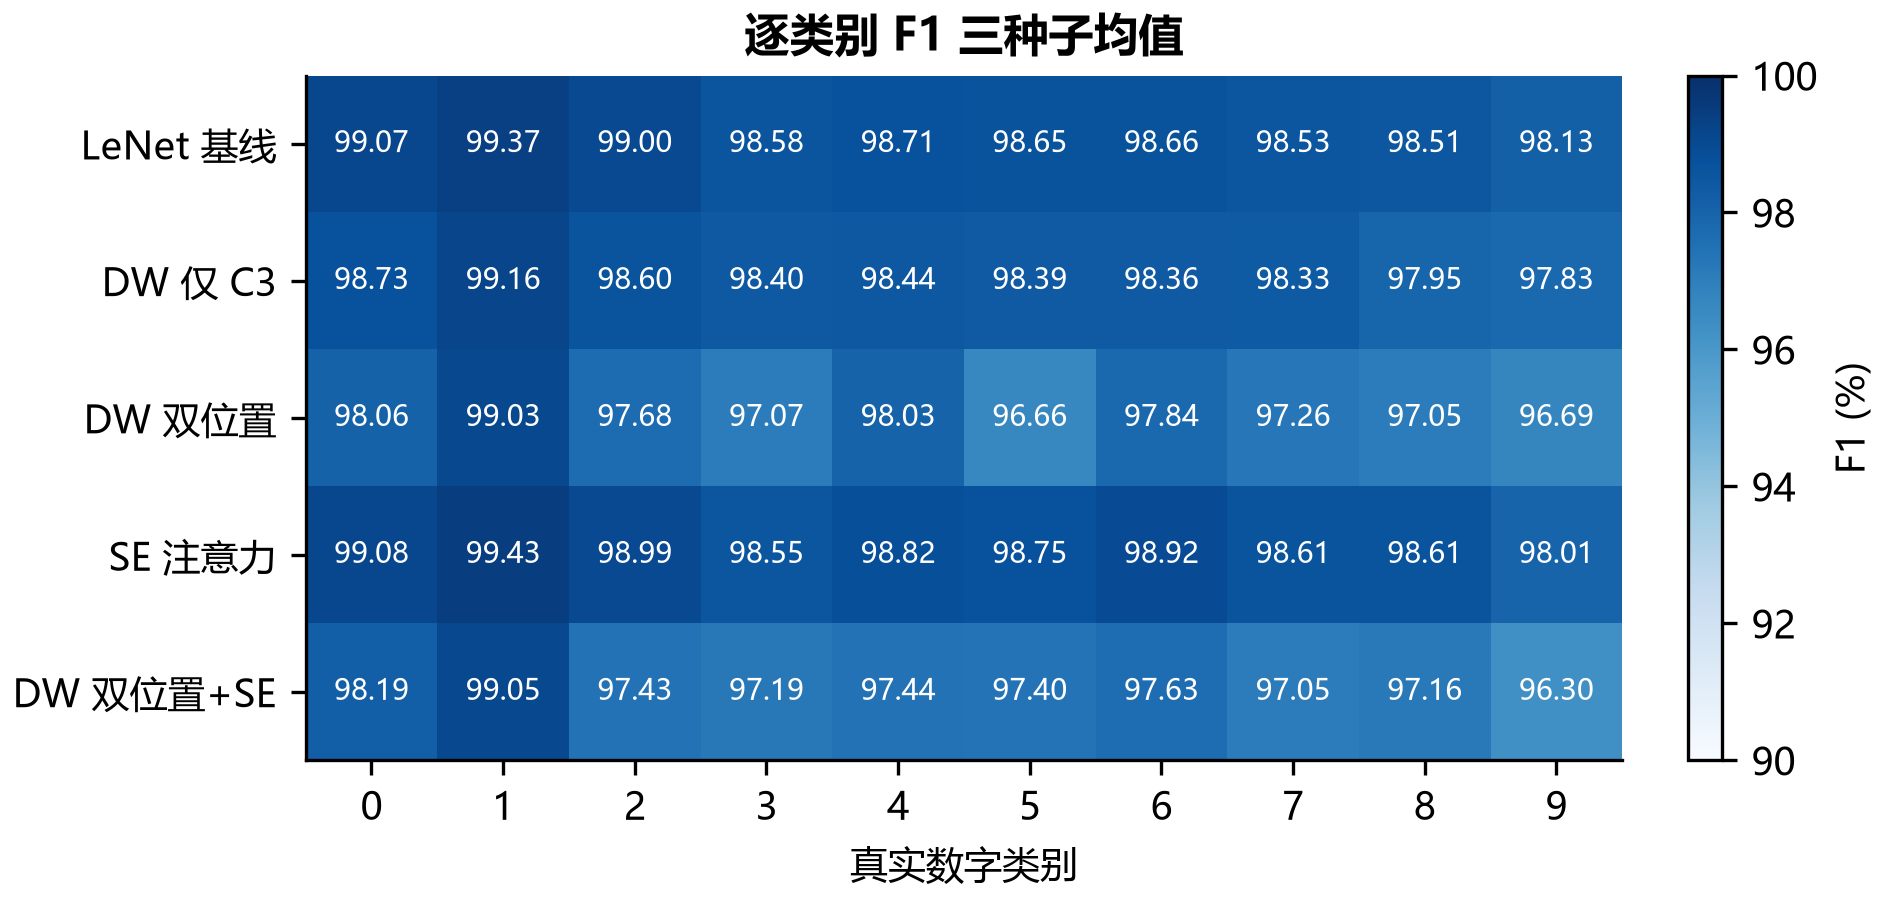 逐类别 F1 三种子均值
LeNet 基线 99.07 99.37 99.00 98.58 98.71 98.65 98.66 98.53 98.51 98.13
DW 仅 C3 98.73 99.16 98.60 98.40 98.44 98.39 98.36 98.33 97.95 97.83
DW 双位置 98.06 99.03 97.68 97.07 98.03 96.66 97.84 97.26 97.05 96.69
SE 注意力 99.08 99.43 98.99 98.55 98.82 98.75 98.92 98.61 98.61 98.01
DW 双位置+SE 98.19 99.05 97.43 97.19 97.44 97.40 97.63 97.05 97.16 96.30
0 1 2 3 4 5 6 7 8 9
真实数字类别
100
98
96
94
92
90
F1 (%)